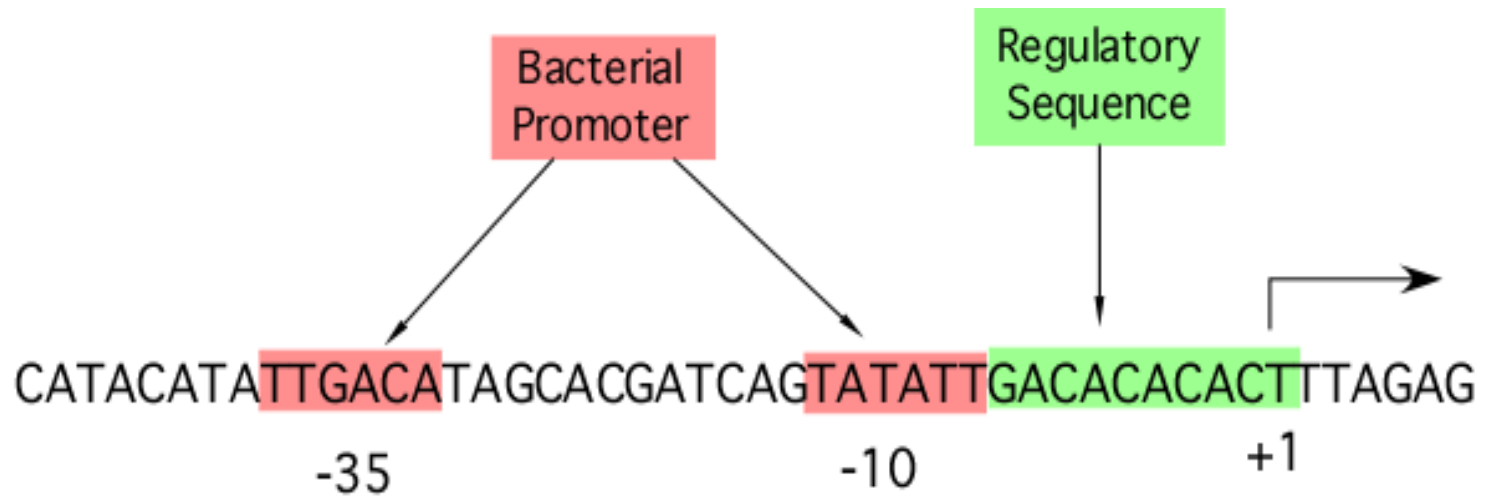 Bacterial
Promoter
Regulatory
Sequence
CATACATATTGACATAGCACGATCAGTATATTGACACACACTTTAGAG
-35
-10
+1